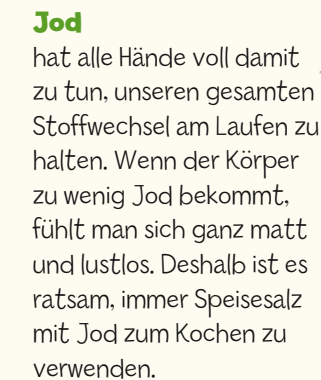 Jod
hat alle Hände voll damit
zu tun, unseren gesamten
Stoffwechsel am Laufen zu
halten. Wenn der Körper
zu wenig Jod bekommt,
fühlt man sich ganz matt
und lustlos. Deshalb ist es
ratsam, immer Speisesalz
mit Jod zum Kochen zu
verwenden.